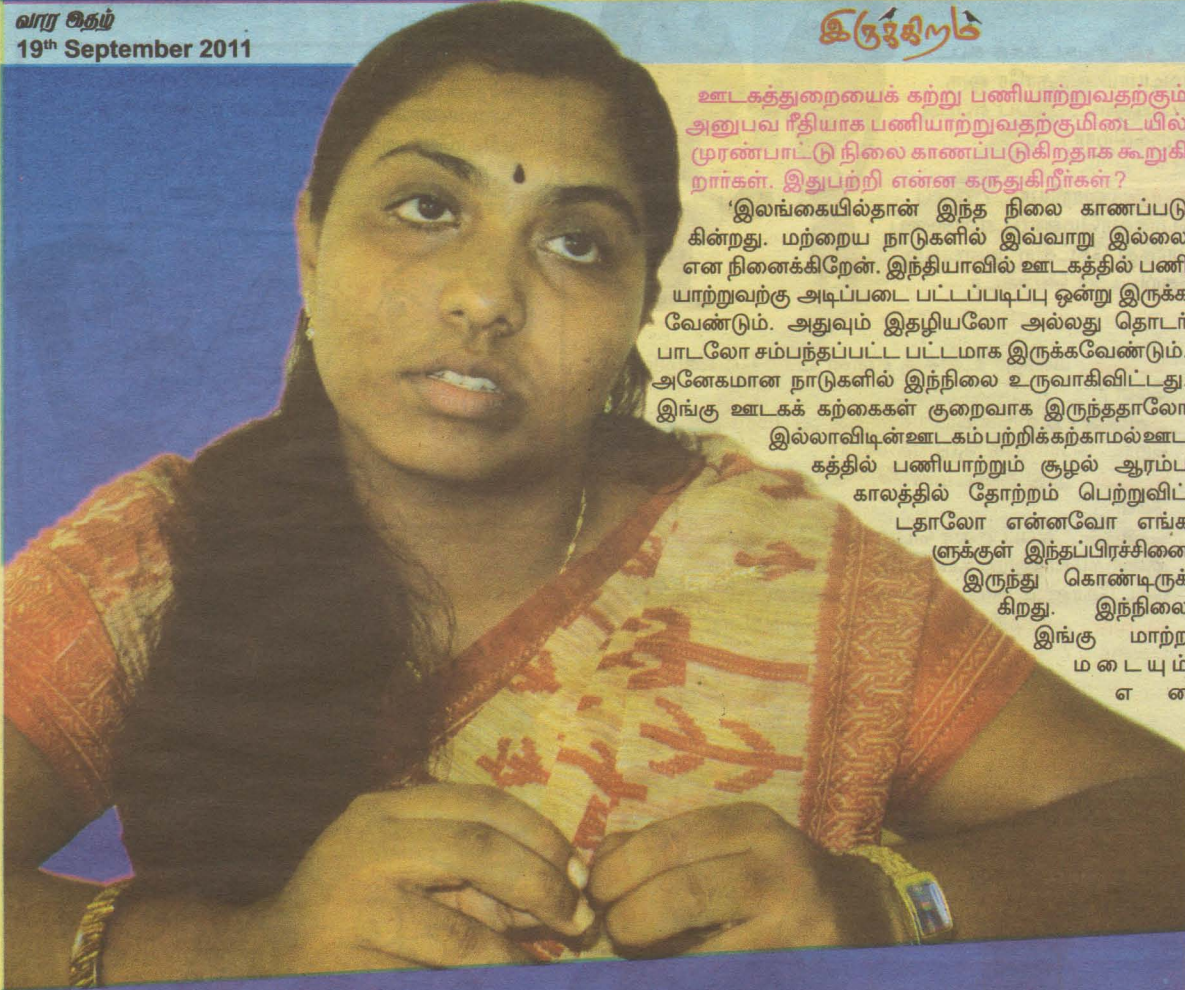 வார இதழ்
19th September 2011
இருக்கிறம்
ஊடகத்துறையைக் கற்று பணியாற்றுவதற்கும்
அனுபவ ரீதியாக பணியாற்றுவதற்குமிடையில்
முரண்பாட்டு நிலை காணப்படுகிறதாக கூறுகி
றார்கள். இதுபற்றி என்ன கருதுகிறீர்கள்?
‘இலங்கையில்தான் இந்த நிலை காணப்படு
கின்றது. மற்றைய நாடுகளில் இவ்வாறு இல்லை
என நினைக்கிறேன். இந்தியாவில் ஊடகத்தில் பணி
யாற்றுவற்கு அடிப்படை பட்டப்படிப்பு ஒன்று இருக்க
வேண்டும். அதுவும் இதழியலோ அல்லது தொடர்
பாடலோ சம்பந்தப்பட்ட பட்டமாக இருக்கவேண்டும்.
அனேகமான நாடுகளில் இந்நிலை உருவாகிவிட்டது.
இங்கு ஊடகக் கற்கைகள் குறைவாக இருந்ததாலோ
இல்லாவிடின்ஊடகம்பற்றிக்கற்காமல்ஊட
கத்தில் பணியாற்றும் சூழல் ஆரம்ப
காலத்தில் தோற்றம் பெற்றுவிட்
டதாலோ என்னவோ எங்க
ளுக்குள் இந்தப்பிரச்சினை
இருந்து கொண்டிருக்
கிறது. இந்நிலை
இங்கு மாற்ற
மடையும்
என